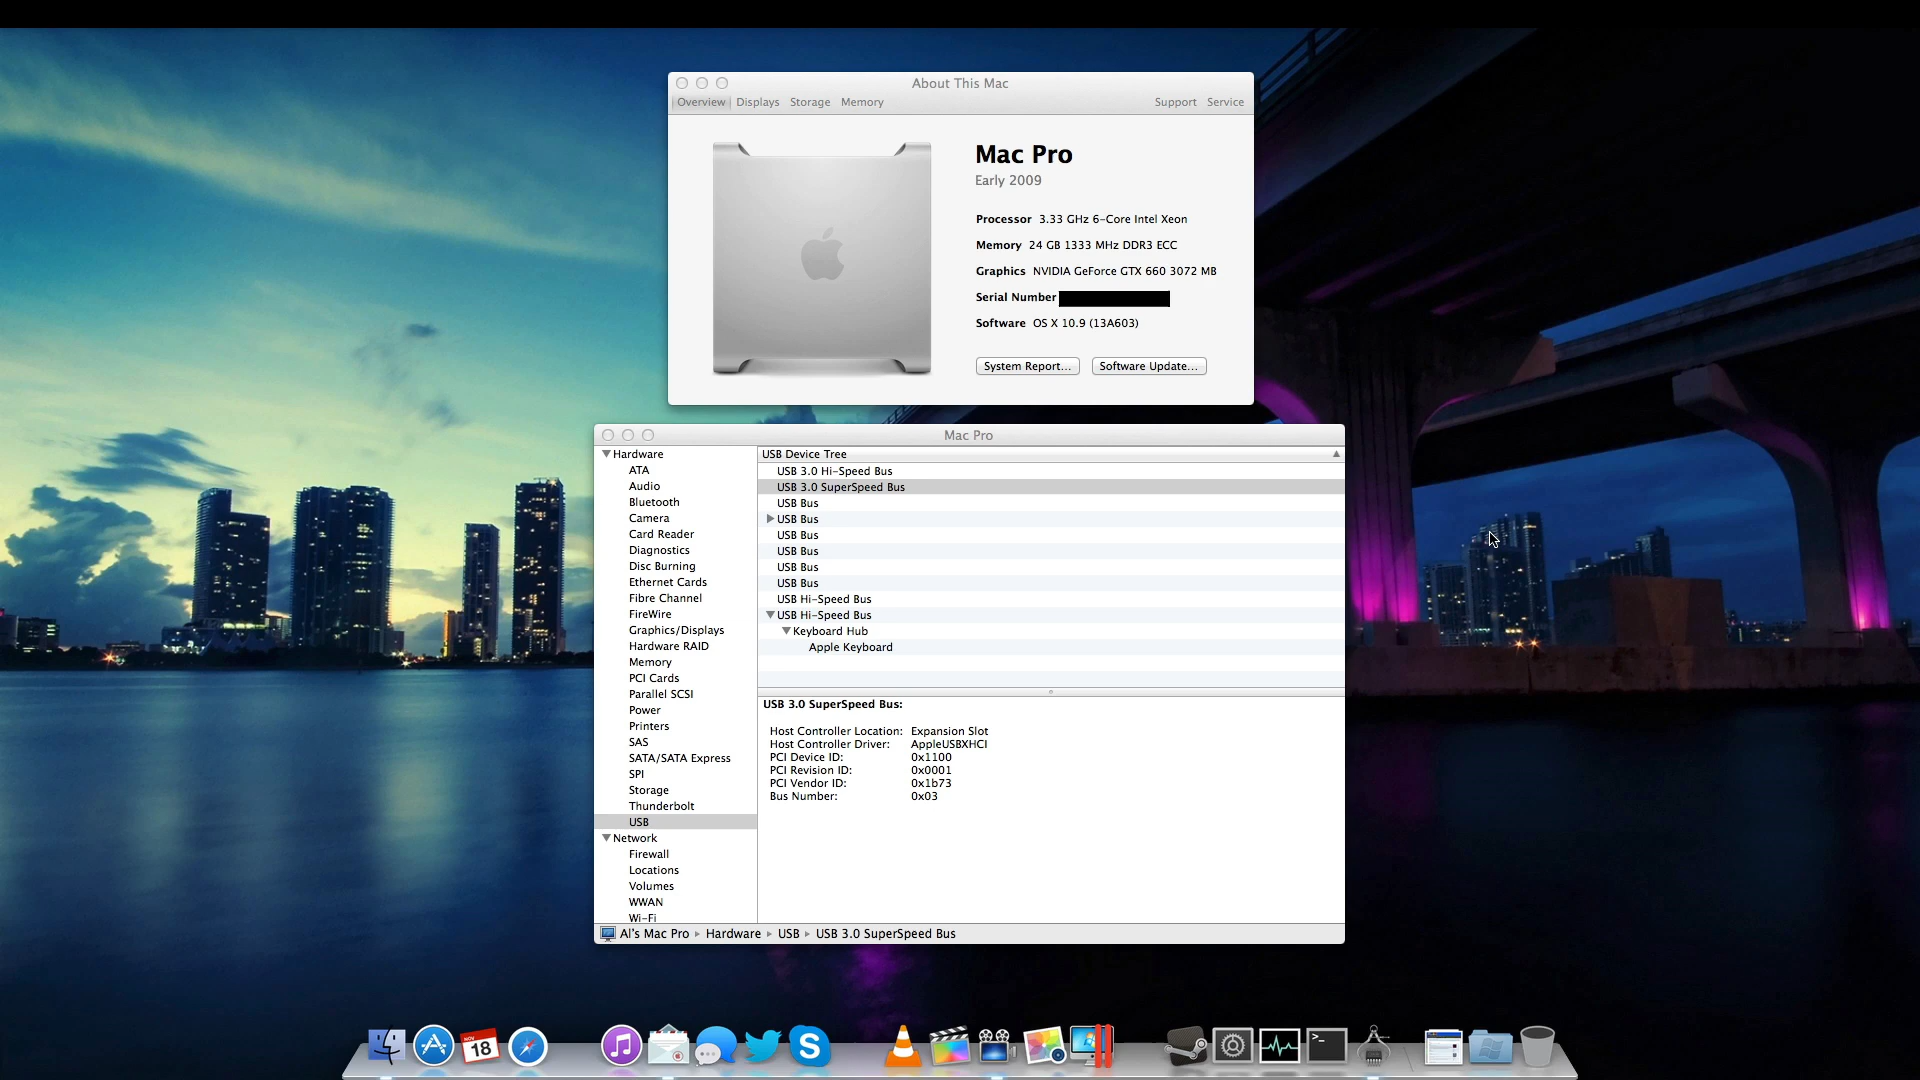 About This Mac
Overview Displays Storage Memory Support Service
Mac Pro
Early 2009
Processor 3.33 GHz 6-Core Intel Xeon
Memory 24 GB 1333 MHz DDR3 ECC
Graphics NVIDIA GeForce GTX 660 3072 MB
Serial Number
Software OS X 10.9 (13A603)
System Report... Software Update...
Mac Pro
Hardware
ATA
Audio
Bluetooth
Camera
Card Reader
Diagnostics
Disc Burning
Ethernet Cards
Fibre Channel
FireWire
Graphics/Displays
Hardware RAID
Memory
PCI Cards
Parallel SCSI
Power
Printers
SAS
SATA/SATA Express
SPI
Storage
Thunderbolt
USB
Network
Firewall
Locations
Volumes
WWAN
Wi-Fi
USB Device Tree
USB 3.0 Hi-Speed Bus
USB 3.0 SuperSpeed Bus
USB Bus
USB Bus
USB Bus
USB Bus
USB Bus
USB Bus
USB Hi-Speed Bus
USB Hi-Speed Bus
Keyboard Hub
Apple Keyboard
USB 3.0 SuperSpeed Bus:
Host Controller Location: Expansion Slot
Host Controller Driver: AppleUSBXHCI
PCI Device ID: 0x1100
PCI Revision ID: 0x0001
PCI Vendor ID: 0x1b73
Bus Number: 0x03
Al's Mac Pro Hardware USB USB 3.0 SuperSpeed Bus
NOV
18